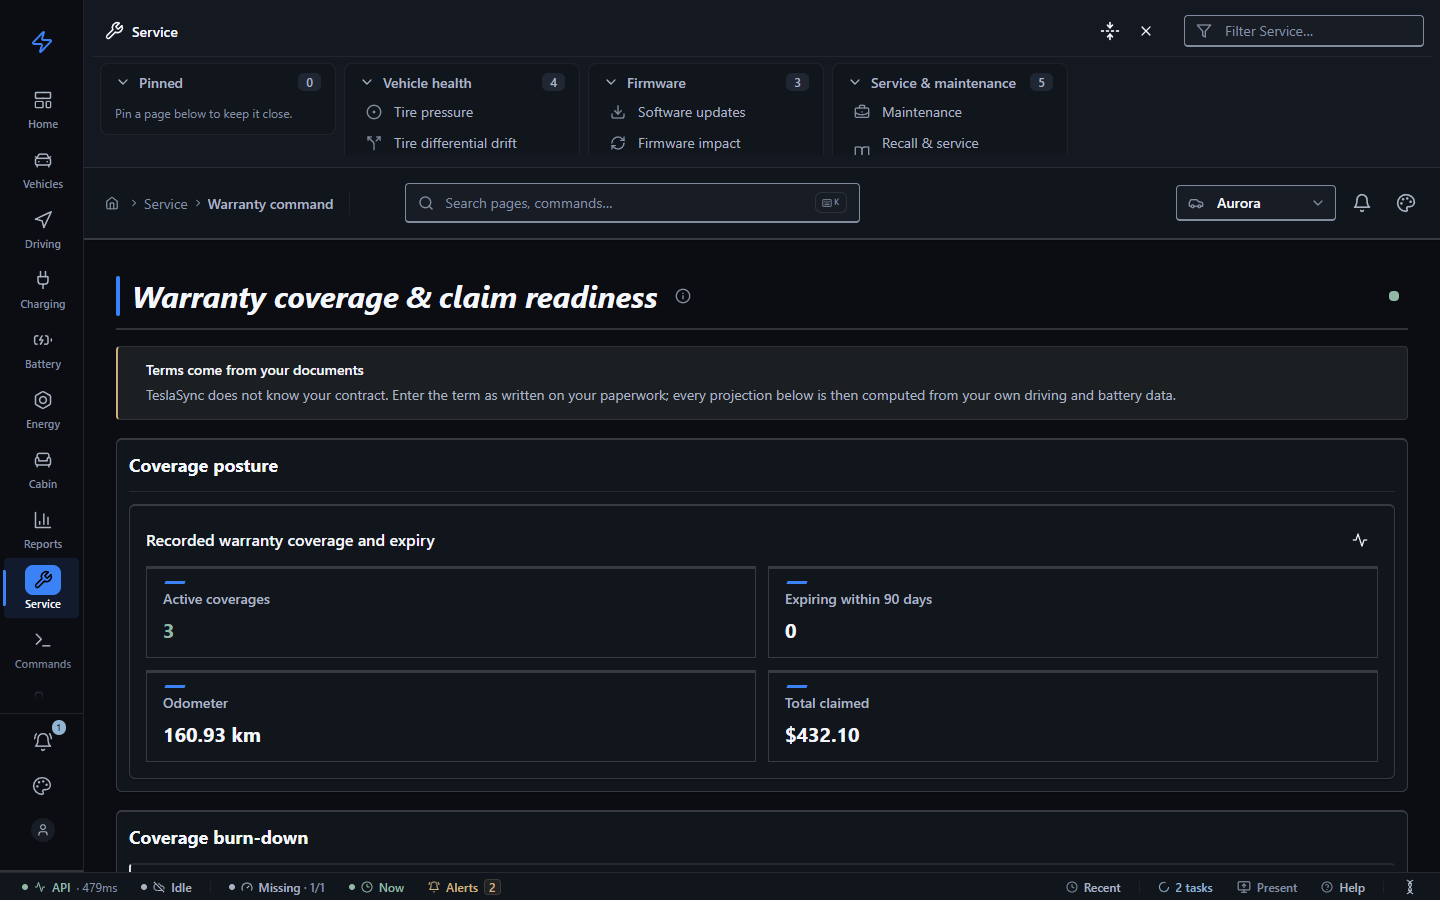 Home
Vehicles
Driving
Charging
Battery
Energy
Cabin
Reports
Service
Commands
1
Service
Filter Service...
Pinned 0
Pin a page below to keep it close.
Vehicle health 4
Tire pressure
Tire differential drift
Firmware 3
Software updates
Firmware impact
Service & maintenance 5
Maintenance
Recall & service
Service
Warranty command
Search pages, commands...
K
Aurora
Warranty coverage & claim readiness
Terms come from your documents
TeslaSync does not know your contract. Enter the term as written on your paperwork; every projection below is then computed from your own driving and battery data.
Coverage posture
Recorded warranty coverage and expiry
Active coverages
3
Expiring within 90 days
0
Odometer
160.93 km
Total claimed
$432.10
Coverage burn-down
API · 479ms
Idle
Missing · 1/1
Now
Alerts 2
Recent
2 tasks
Present
Help